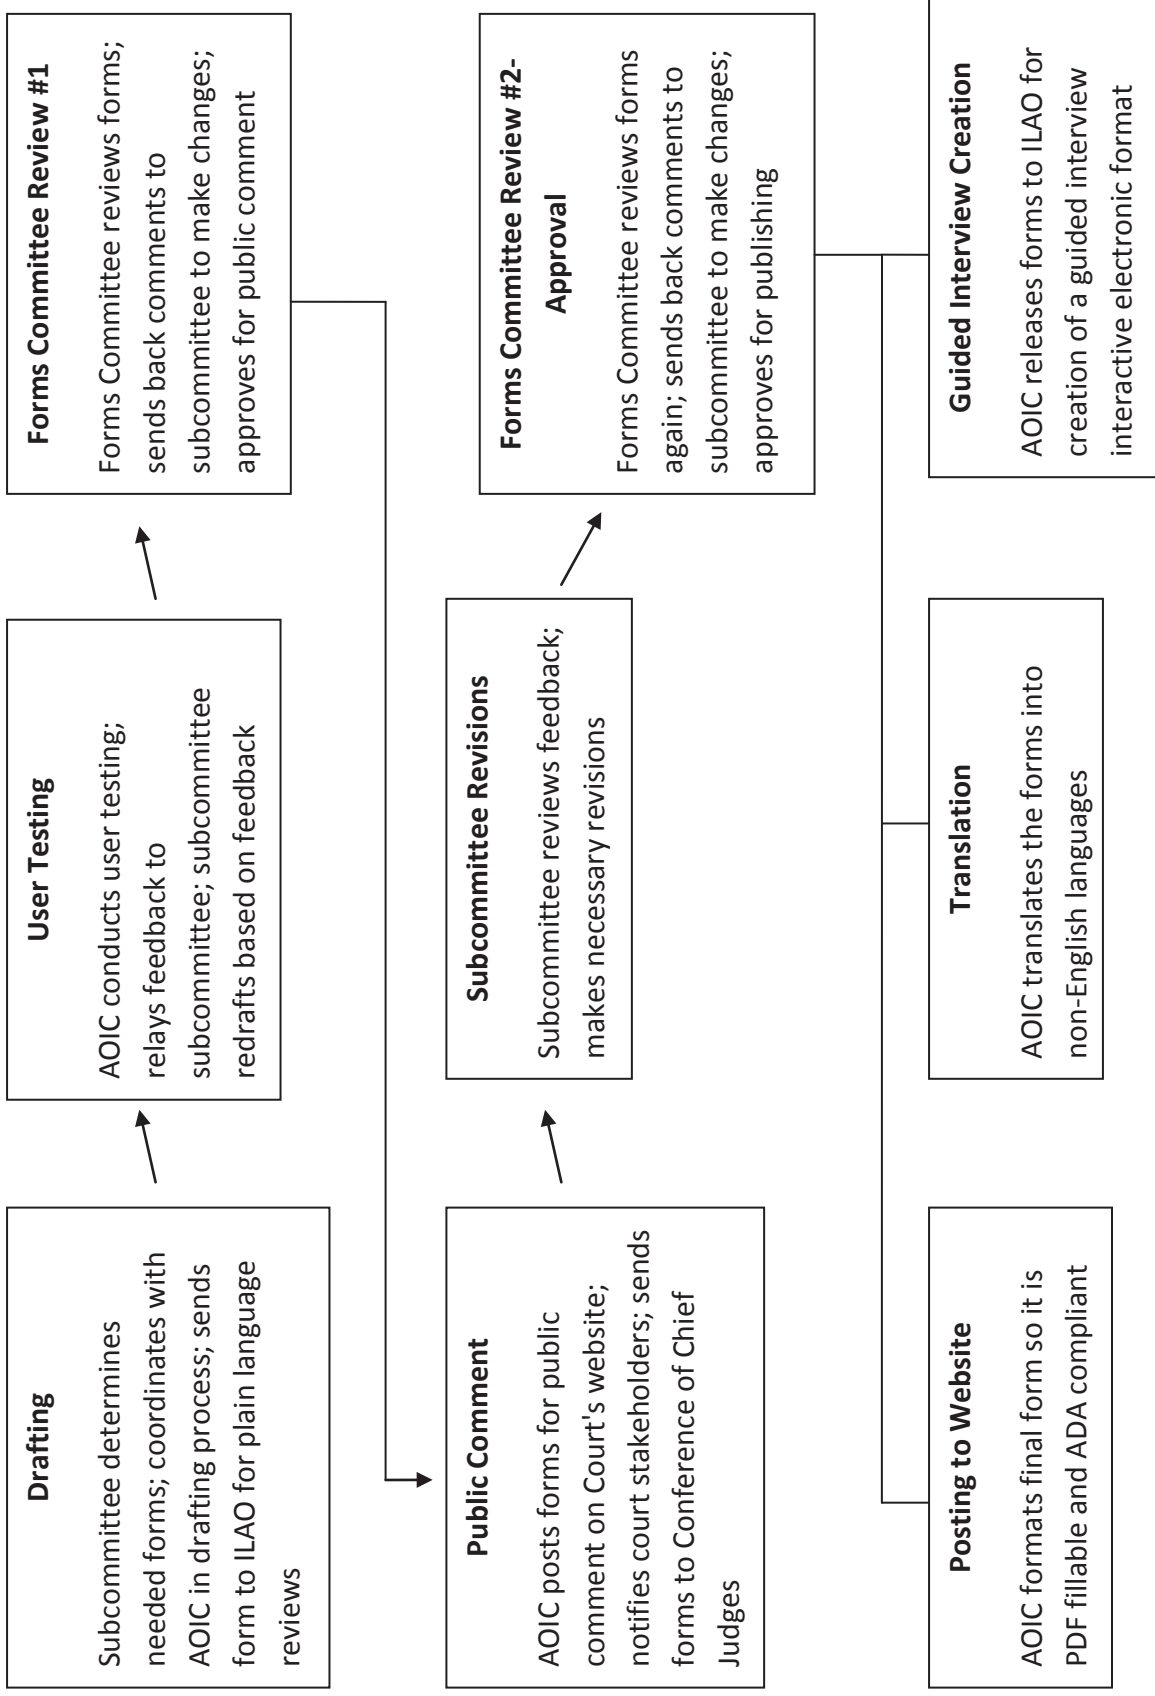 Drafting
Subcommittee determines
needed forms; coordinates with
AOIC in drafting process; sends
form to ILAO for plain language
reviews
User Testing
AOIC conducts user testing;
relays feedback to
subcommittee; subcommittee
redrafts based on feedback
Forms Committee Review #1
Forms Committee reviews forms;
sends back comments to
subcommittee to make changes;
approves for public comment
Public Comment
AOIC posts forms for public
comment on Court's website;
notifies court stakeholders; sends
forms to Conference of Chief
Judges
Subcommittee Revisions
Subcommittee reviews feedback;
makes necessary revisions
Forms Committee Review #2-
Approval
Forms Committee reviews forms
again; sends back comments to
subcommittee to make changes;
approves for publishing
Posting to Website
AOIC formats final form so it is
PDF fillable and ADA compliant
Translation
AOIC translates the forms into
non-English languages
Guided Interview Creation
AOIC releases forms to ILAO for
creation of a guided interview
interactive electronic format